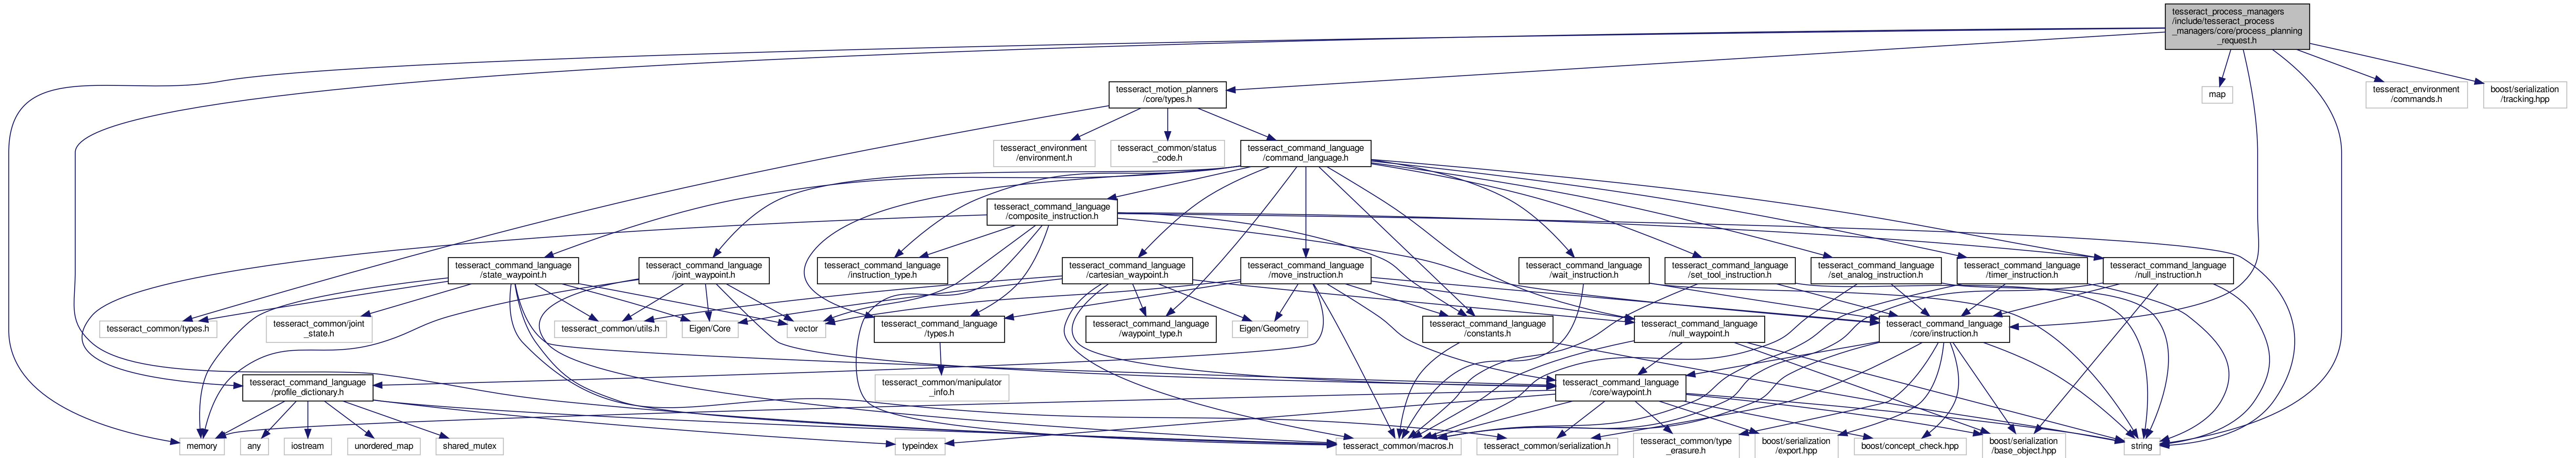 tesseract_process_managers
/include/tesseract_process
_managers/core/process_planning
_request.h
tesseract_motion_planners
/core/types.h
map
tesseract_environment
/commands.h
boost/serialization
/tracking.hpp
tesseract_environment
/environment.h
tesseract_common/status
_code.h
tesseract_command_language
/command_language.h
tesseract_command_language
/composite_instruction.h
tesseract_command_language
/state_waypoint.h
tesseract_command_language
/joint_waypoint.h
tesseract_command_language
/instruction_type.h
tesseract_command_language
/cartesian_waypoint.h
tesseract_command_language
/move_instruction.h
tesseract_command_language
/wait_instruction.h
tesseract_command_language
/set_tool_instruction.h
tesseract_command_language
/set_analog_instruction.h
tesseract_command_language
/timer_instruction.h
tesseract_command_language
/null_instruction.h
tesseract_common/types.h
tesseract_common/joint
_state.h
tesseract_common/utils.h
Eigen/Core
vector
tesseract_command_language
/types.h
tesseract_command_language
/waypoint_type.h
Eigen/Geometry
tesseract_command_language
/constants.h
tesseract_command_language
/null_waypoint.h
tesseract_command_language
/core/instruction.h
tesseract_command_language
/profile_dictionary.h
tesseract_common/manipulator
_info.h
tesseract_command_language
/core/waypoint.h
memory
any
iostream
unordered_map
shared_mutex
typeindex
tesseract_common/macros.h
tesseract_common/serialization.h
tesseract_common/type
_erasure.h
boost/serialization
/export.hpp
boost/concept_check.hpp
boost/serialization
/base_object.hpp
string